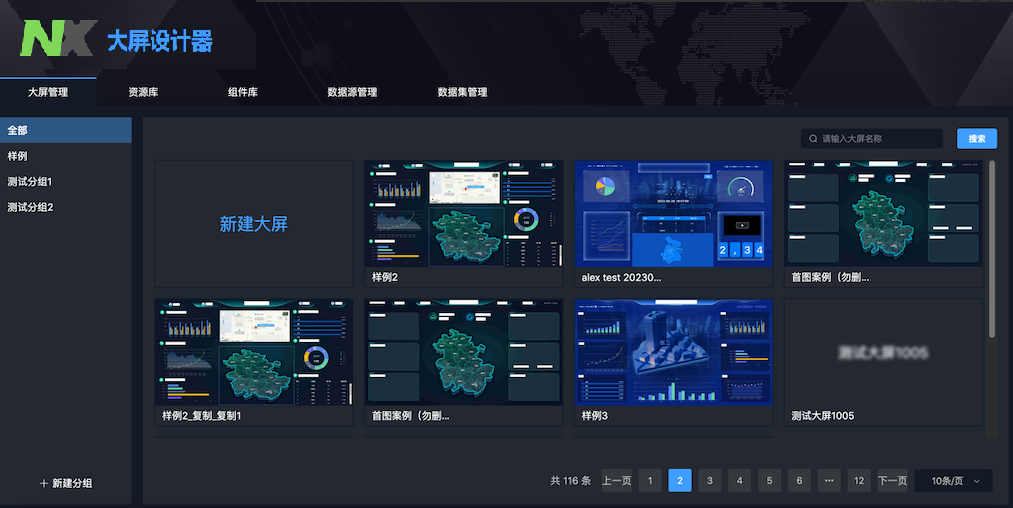 NX 大屏设计器
大屏管理 资源库 组件库 数据源管理 数据集管理
全部
样例
测试分组1
测试分组2
+ 新建分组
请输入大屏名称 搜索
新建大屏
样例2
alex test 20230...
首图案例（勿删...
样例2_复制_复制1
首图案例（勿删...
样例3
测试大屏1005
测试大屏1005
共 116 条 上一页 1 2 3 4 5 6 ··· 12 下一页 10条/页